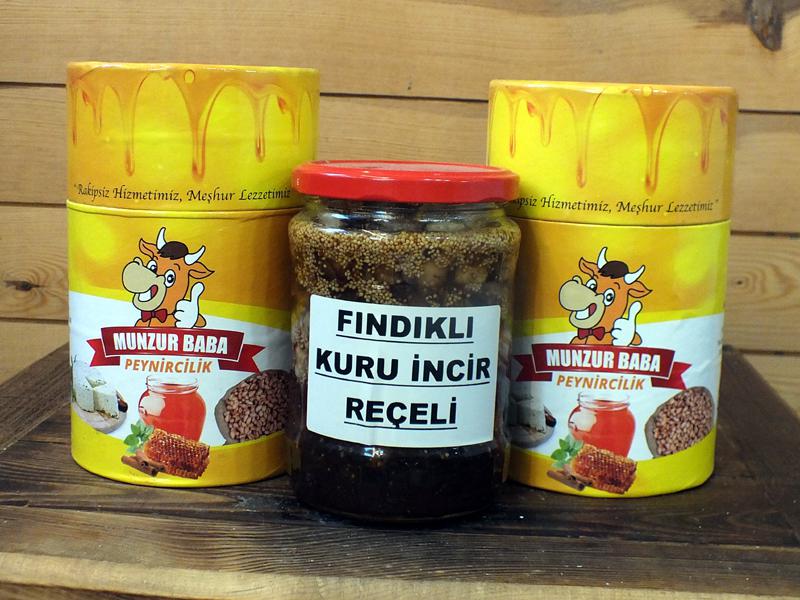 "Rakipsiz Hizmetimiz, Meşhur Lezzetimiz
MUNZUR BABA
PEYNİRCİLİK
FINDIKLI
KURU İNCİR
REÇELİ
Hizmetimiz, Meşhur Lezzetimiz"
MUNZUR BABA
PEYNİRCİLİK